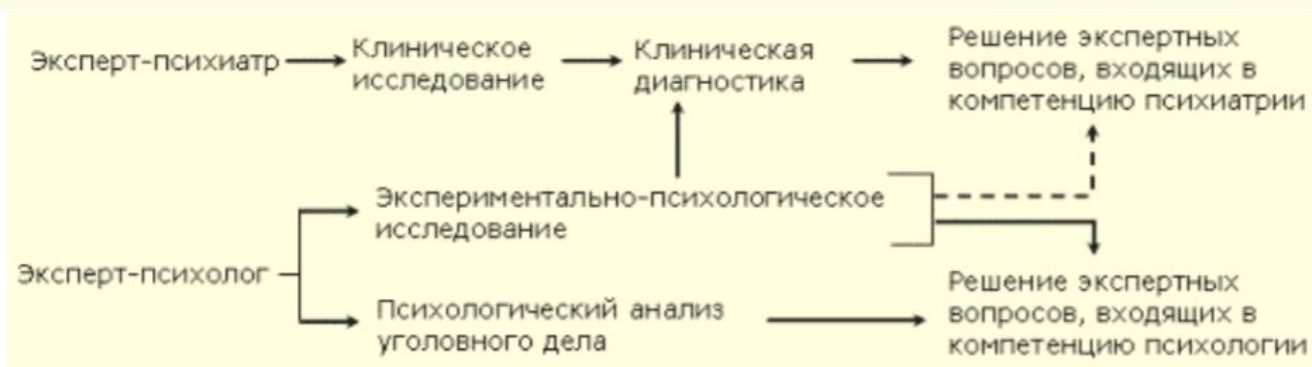 Эксперт-психиатр
Клиническое
исследование
Клиническая
диагностика
Решение экспертных
вопросов, входящих в
компетенцию психиатрии
Эксперт-психолог
Экспериментально-психологическое
исследование
Психологический анализ
уголовного дела
Решение экспертных
вопросов, входящих в
компетенцию психологии